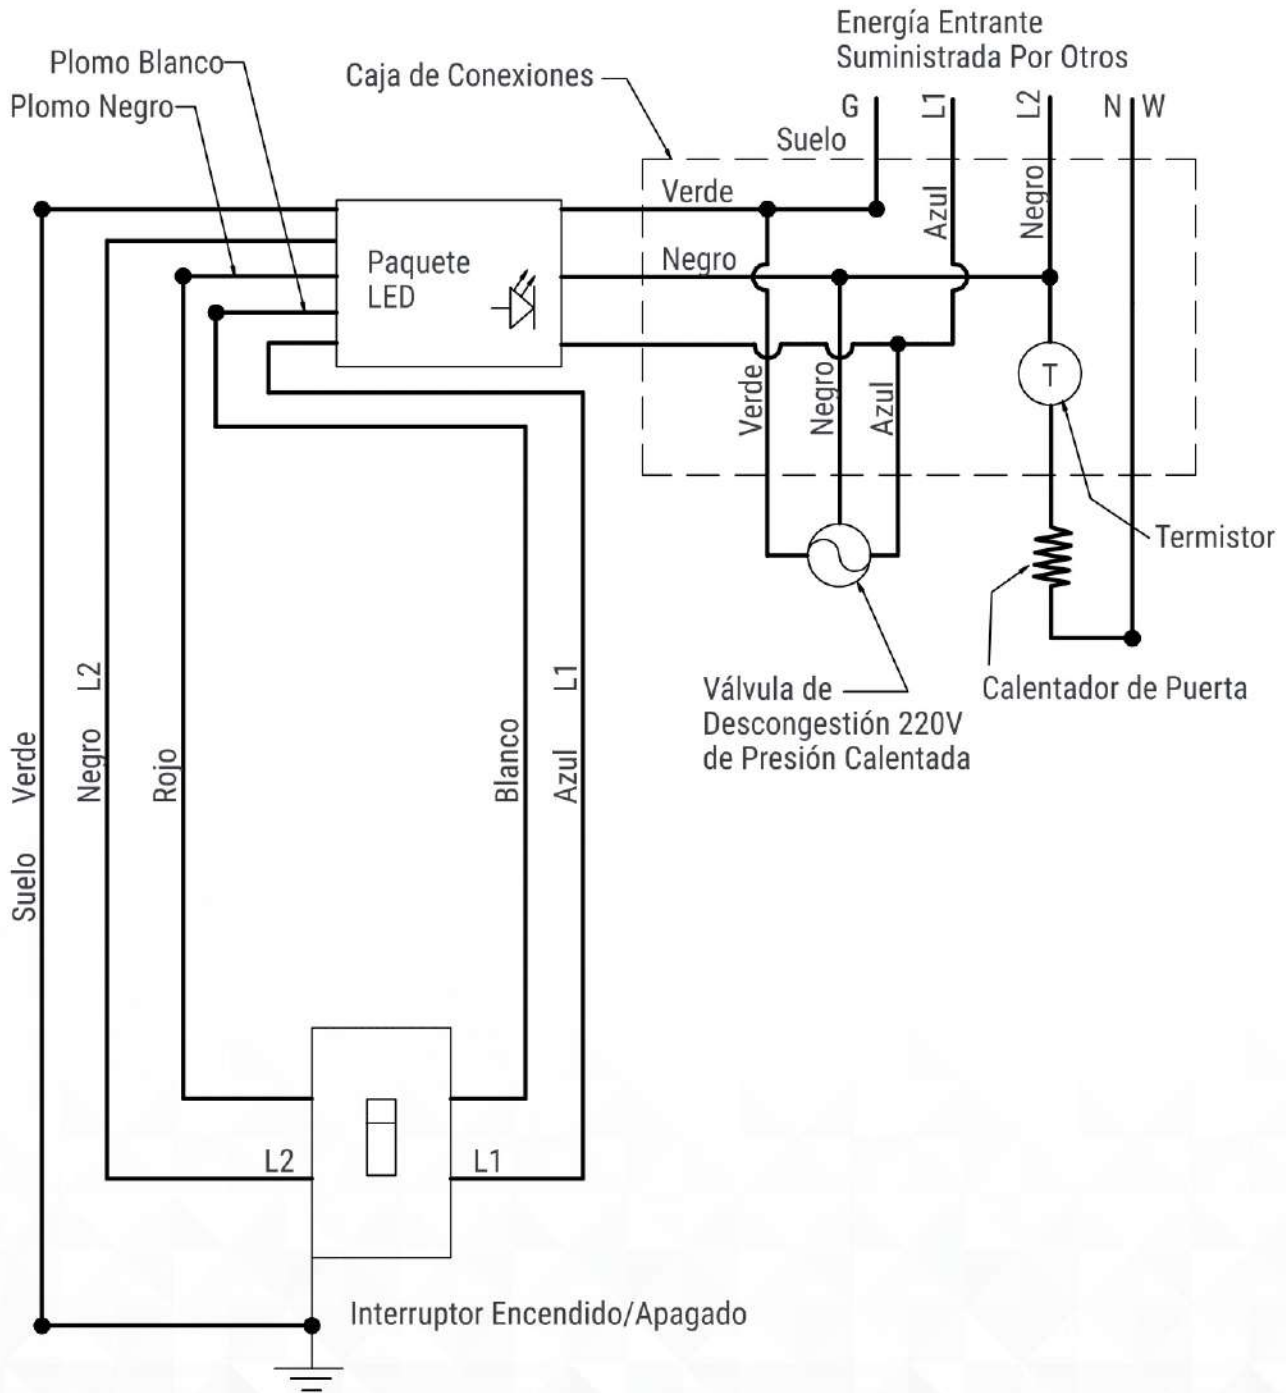 Energía Entrante
Suministrada Por Otros
Plomo Blanco
Caja de Conexiones
Plomo Negro
G
L1
L2
N W
Suelo
Verde
Azul
Negro
Negro
Paquete
LED
T
Verde
Negro
Azul
Termistor
Válvula de
Descongestión 220V
de Presión Calentada
Calentador de Puerta
Suelo Verde
Negro L2
Rojo
Blanco
Azul L1
L2
L1
Interruptor Encendido/Apagado